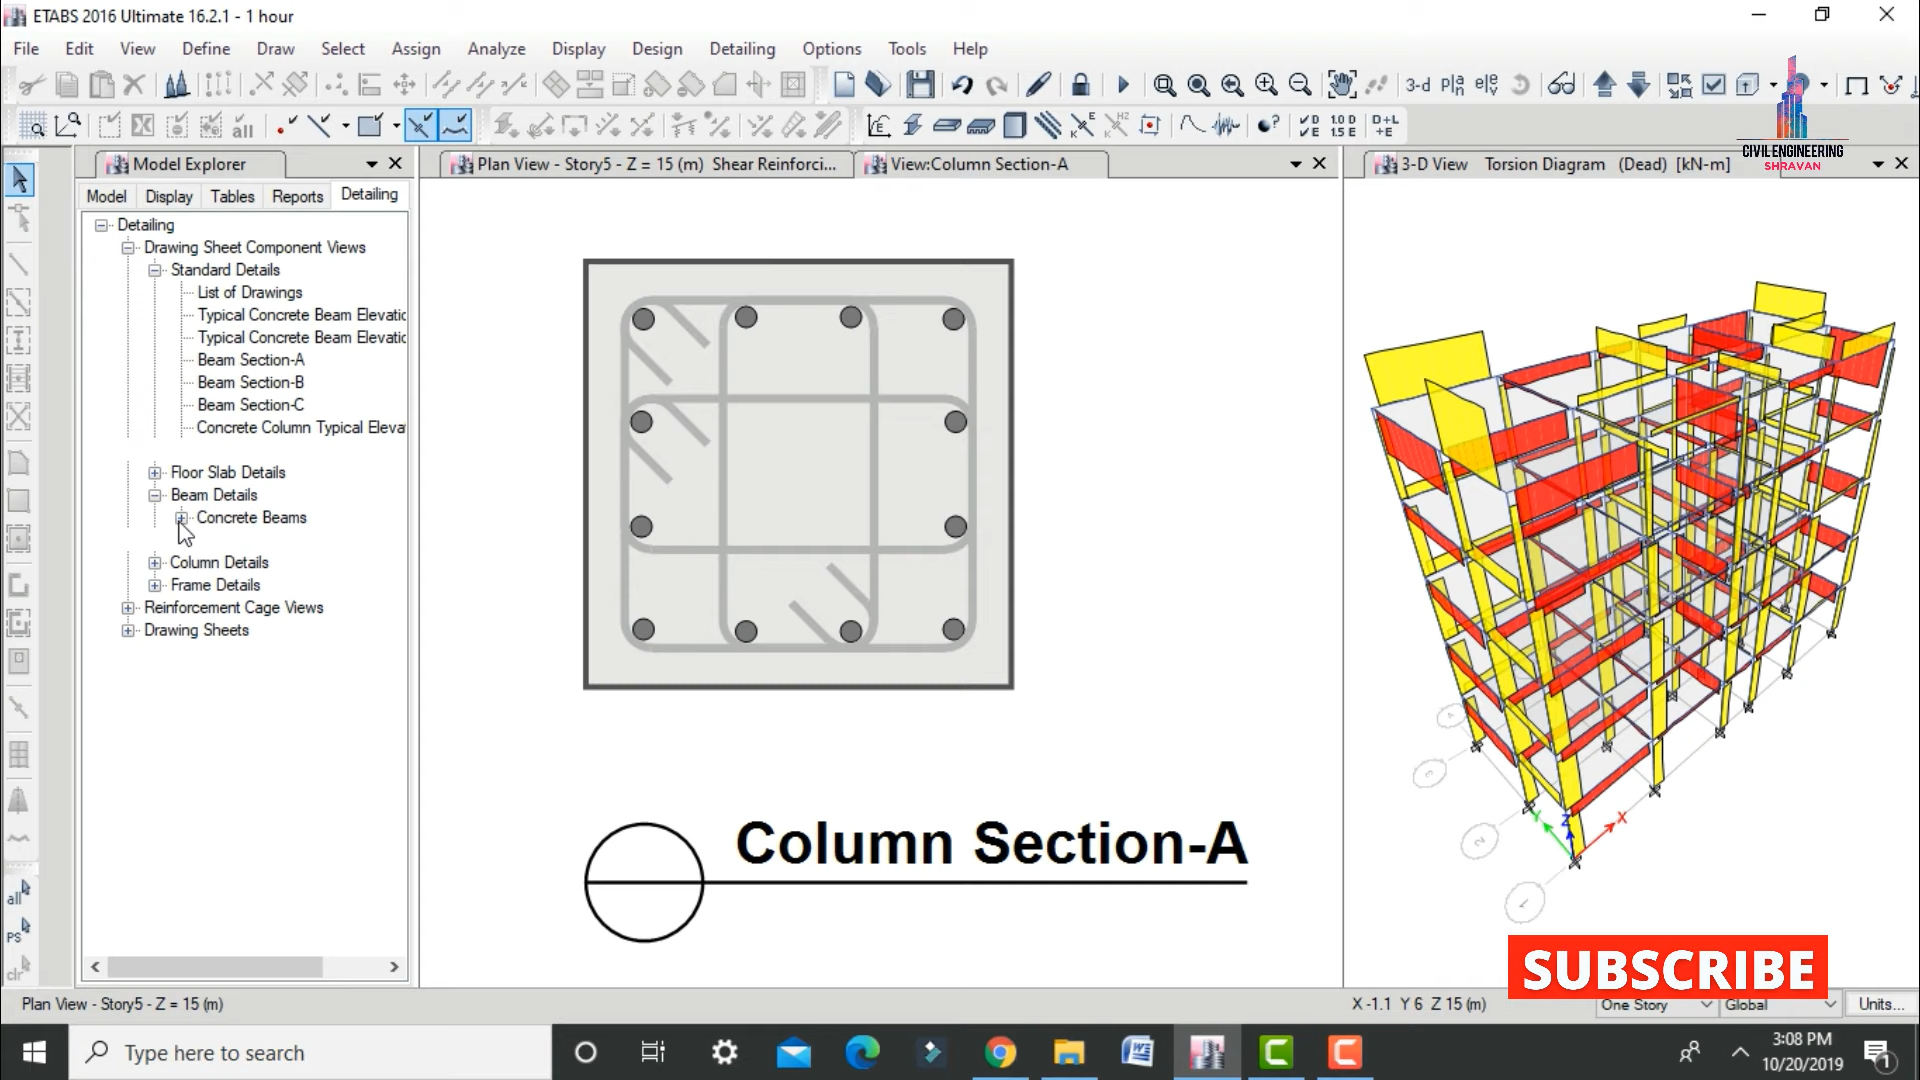 ETABS 2016 Ultimate 16.2.1 - 1 hour
File Edit View Define Draw Select Assign Analyze Display Design Detailing Options Tools Help
3-d
all
CIVIL ENGINEERING
SHRAVAN
Model Explorer
Plan View - Story5 - Z = 15 (m) Shear Reinforci...
View:Column Section-A
3-D View Torsion Diagram (Dead) [kN-m]
Model Display Tables Reports Detailing
Detailing
Drawing Sheet Component Views
Standard Details
List of Drawings
Typical Concrete Beam Elevatic
Typical Concrete Beam Elevatic
Beam Section-A
Beam Section-B
Beam Section-C
Concrete Column Typical Eleva
Floor Slab Details
Beam Details
Concrete Beams
Column Details
Frame Details
Reinforcement Cage Views
Drawing Sheets
Column Section-A
X
Y
Z
all
PS
clr
SUBSCRIBE
Plan View - Story5 - Z = 15 (m)
X -1.1 Y 6 Z 15 (m)
One Story
Global
Units...
Type here to search
3:08 PM
10/20/2019
1